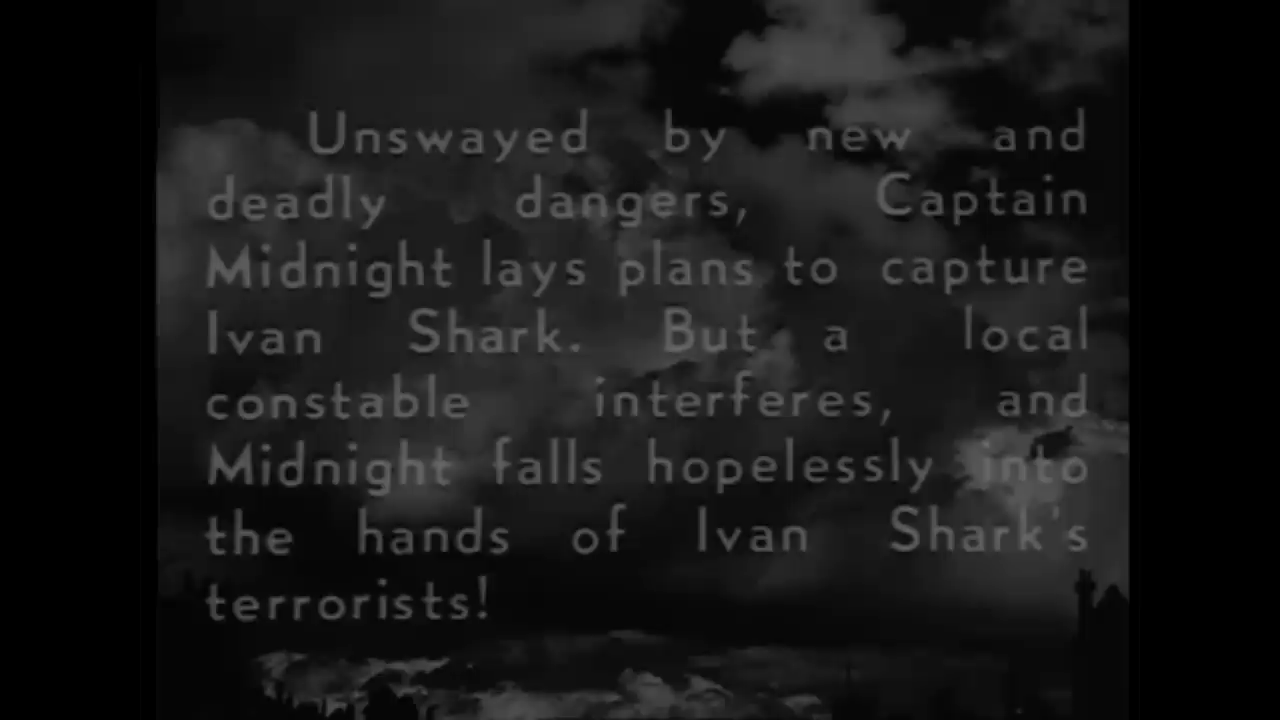 Unswayed by new and
deadly dangers, Captain
Midnight lays plans to capture
Ivan Shark. But a local
constable interferes, and
Midnight falls hopelessly into
the hands of Ivan Shark's
terrorists!